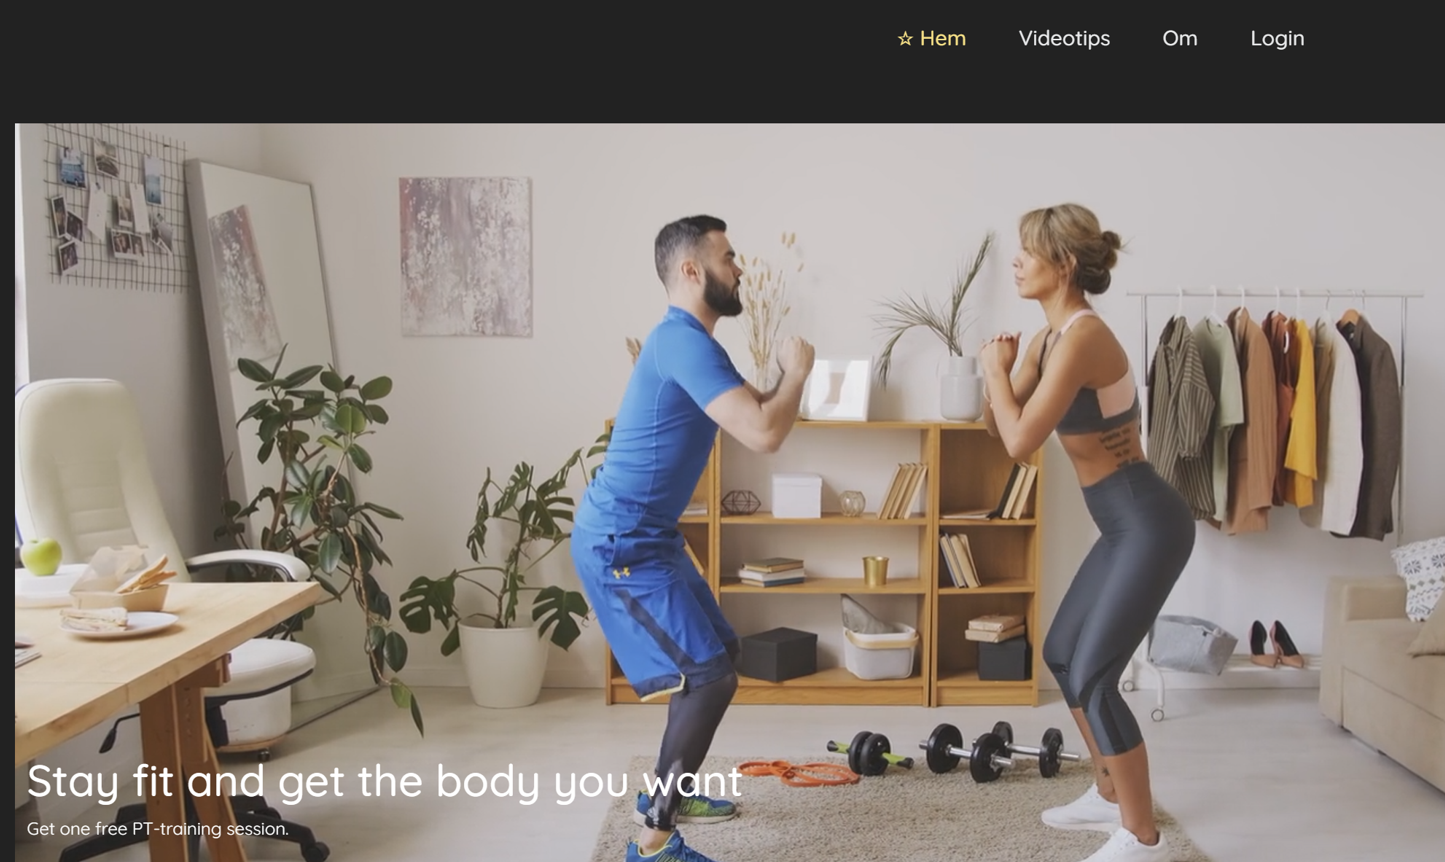 ☆ Hem
Videotips
Om
Login
Stay fit and get the body you want
Get one free PT-training session.